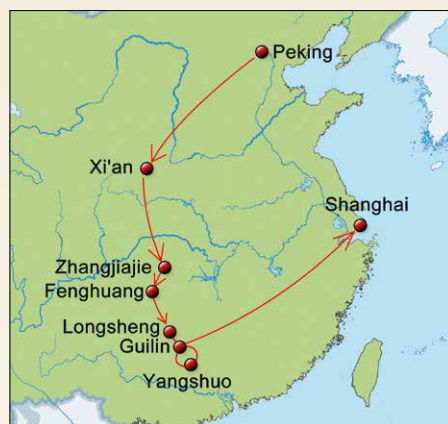 Peking
Xi'an
Shanghai
Zhangjiajie
Fenghuang
Longsheng
Guilin
Yangshuo